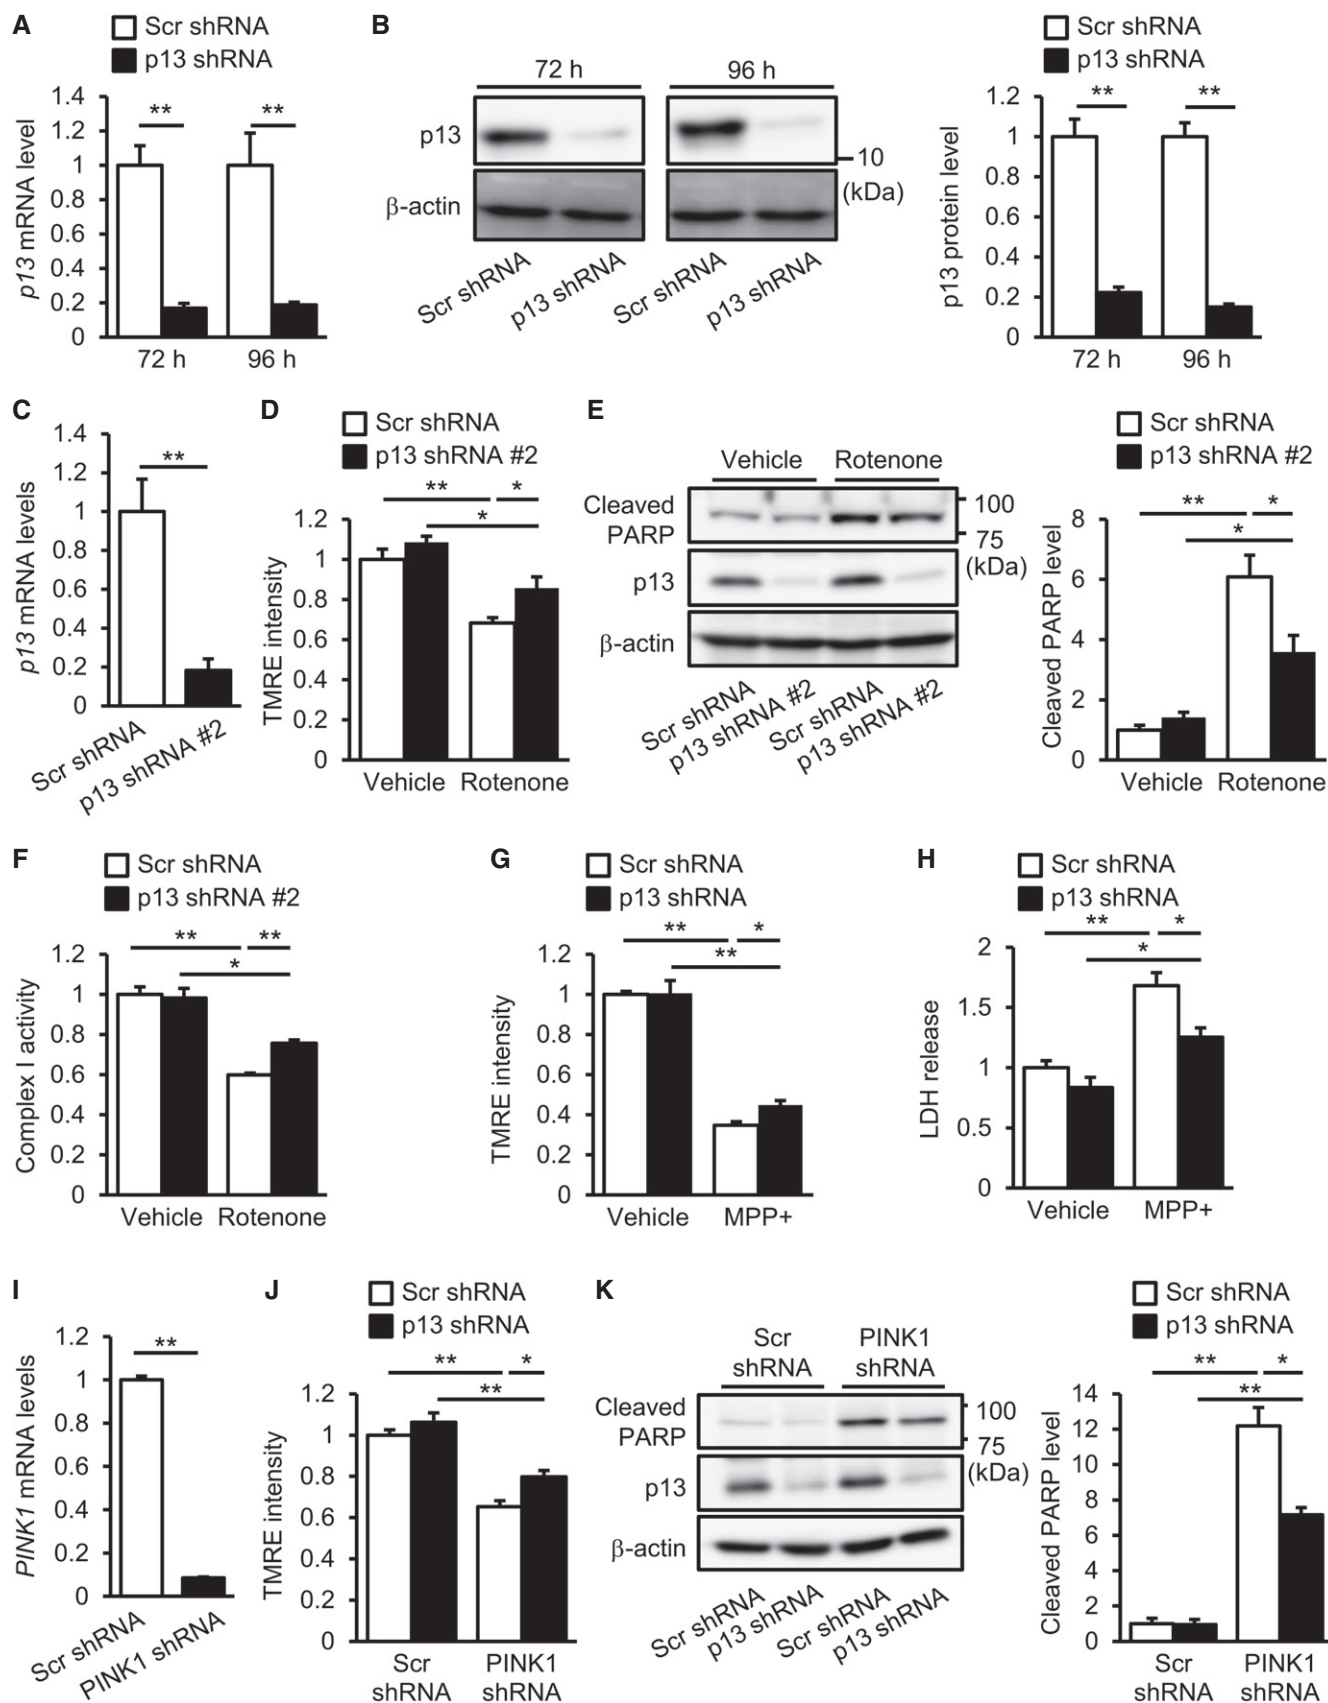 A
Scr shRNA
p13 shRNA
p13 mRNA level
1.4
1.2
1
0.8
0.6
0.4
0.2
0
**
**
72 h
96 h
B
72 h
96 h
p13
β-actin
10
(kDa)
Scr shRNA
p13 shRNA
Scr shRNA
p13 shRNA
Scr shRNA
p13 shRNA
p13 protein level
1.2
1
0.8
0.6
0.4
0.2
0
**
**
72 h
96 h
C
p13 mRNA levels
1.4
1.2
1
0.8
0.6
0.4
0.2
0
**
Scr shRNA
p13 shRNA #2
D
Scr shRNA
p13 shRNA #2
**
*
*
TMRE intensity
1.2
1
0.8
0.6
0.4
0.2
0
Vehicle
Rotenone
E
Vehicle
Rotenone
Cleaved
PARP
p13
β-actin
100
75
(kDa)
Scr shRNA
p13 shRNA #2
Scr shRNA
p13 shRNA #2
Scr shRNA
p13 shRNA #2
**
*
*
Cleaved PARP level
8
6
4
2
0
Vehicle
Rotenone
F
Scr shRNA
p13 shRNA #2
**
**
*
Complex I activity
1.2
1
0.8
0.6
0.4
0.2
0
Vehicle
Rotenone
G
Scr shRNA
p13 shRNA
**
*
**
TMRE intensity
1.2
1
0.8
0.6
0.4
0.2
0
Vehicle
MPP+
H
Scr shRNA
p13 shRNA
**
*
*
LDH release
2
1.5
1
0.5
0
Vehicle
MPP+
I
PINK1 mRNA levels
1.2
1
0.8
0.6
0.4
0.2
0
**
Scr shRNA
PINK1 shRNA
J
Scr shRNA
p13 shRNA
**
*
**
TMRE intensity
1.2
1
0.8
0.6
0.4
0.2
0
Scr
shRNA
PINK1
shRNA
K
Scr
shRNA
PINK1
shRNA
Cleaved
PARP
p13
β-actin
100
75
(kDa)
Scr shRNA
p13 shRNA
Scr shRNA
p13 shRNA
Scr shRNA
p13 shRNA
**
*
**
Cleaved PARP level
14
12
10
8
6
4
2
0
Scr
shRNA
PINK1
shRNA